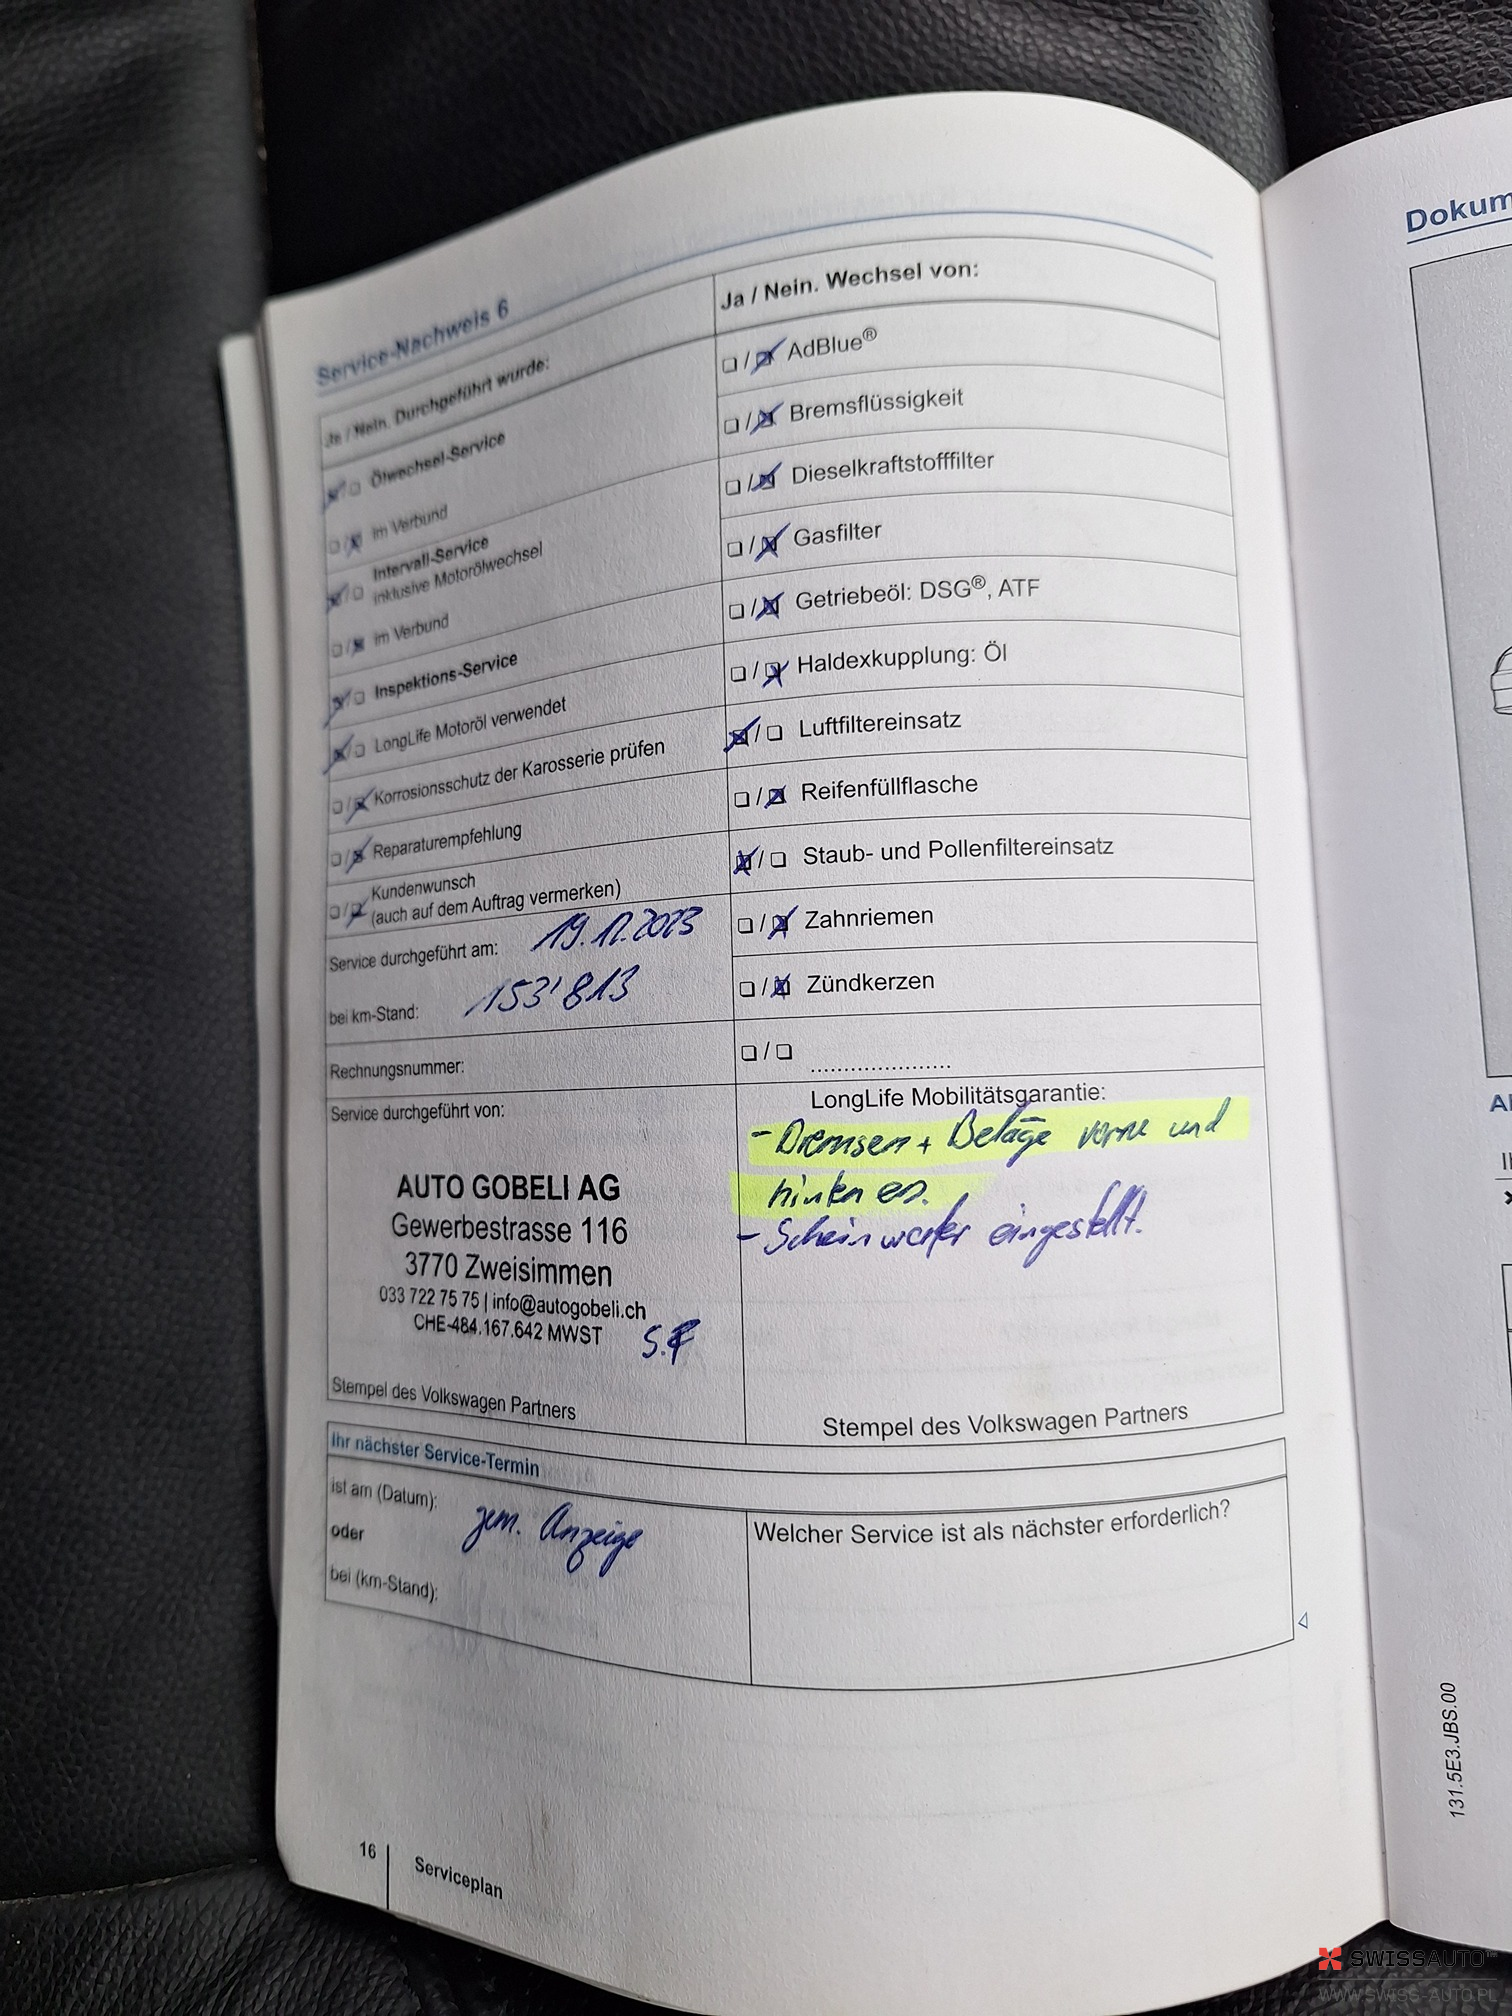 Service-Nachweis 6
Ja / Nein. Durchgeführt wurde:
❏ / ❏ Ölwechsel-Service
❏ / ❏ im Verbund
❏ / ❏ Intervall-Service
inklusive Motorölwechsel
❏ / ❏ im Verbund
❏ / ❏ Inspektions-Service
❏ / ❏ LongLife Motoröl verwendet
❏ / ❏ Korrosionsschutz der Karosserie prüfen
❏ / ❏ Reparaturempfehlung
❏ / ❏ Kundenwunsch
(auch auf dem Auftrag vermerken)
Service durchgeführt am: 19.12.2023
bei km-Stand: 153'813
Rechnungsnummer:
Service durchgeführt von:
AUTO GOBELI AG
Gewerbestrasse 116
3770 Zweisimmen
033 722 75 75 | info@autogobeli.ch
CHE-484.167.642 MWST
Stempel des Volkswagen Partners
Ja / Nein. Wechsel von:
❏ / ❏ AdBlue®
❏ / ❏ Bremsflüssigkeit
❏ / ❏ Dieselkraftstofffilter
❏ / ❏ Gasfilter
❏ / ❏ Getriebeöl: DSG®, ATF
❏ / ❏ Haldexkupplung: Öl
❏ / ❏ Luftfiltereinsatz
❏ / ❏ Reifenfüllflasche
❏ / ❏ Staub- und Pollenfiltereinsatz
❏ / ❏ Zahnriemen
❏ / ❏ Zündkerzen
❏ / ❏ ......................
LongLife Mobilitätsgarantie:
- Bremsen + Beläge vorne und
hinten ers.
- Scheinwerfer eingestellt.
Stempel des Volkswagen Partners
Ihr nächster Service-Termin
ist am (Datum):
gem. Anzeige
oder
bei (km-Stand):
Welcher Service ist als nächster erforderlich?
16
Serviceplan
Dokum
131.5E3.JBS.00
SWISSAUTO
WWW.SWISS-AUTO.PL